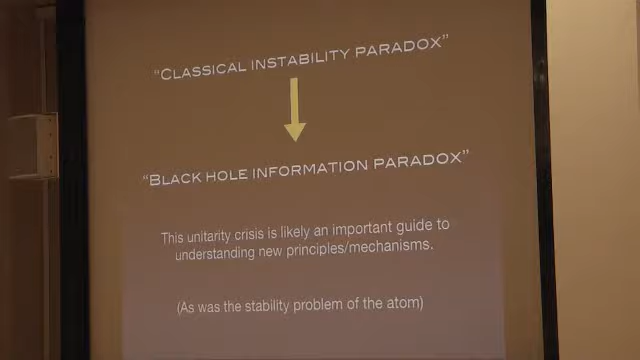 “CLASSICAL INSTABILITY PARADOX”
“BLACK HOLE INFORMATION PARADOX”
This unitarity crisis is likely an important guide to
understanding new principles/mechanisms.
(As was the stability problem of the atom)